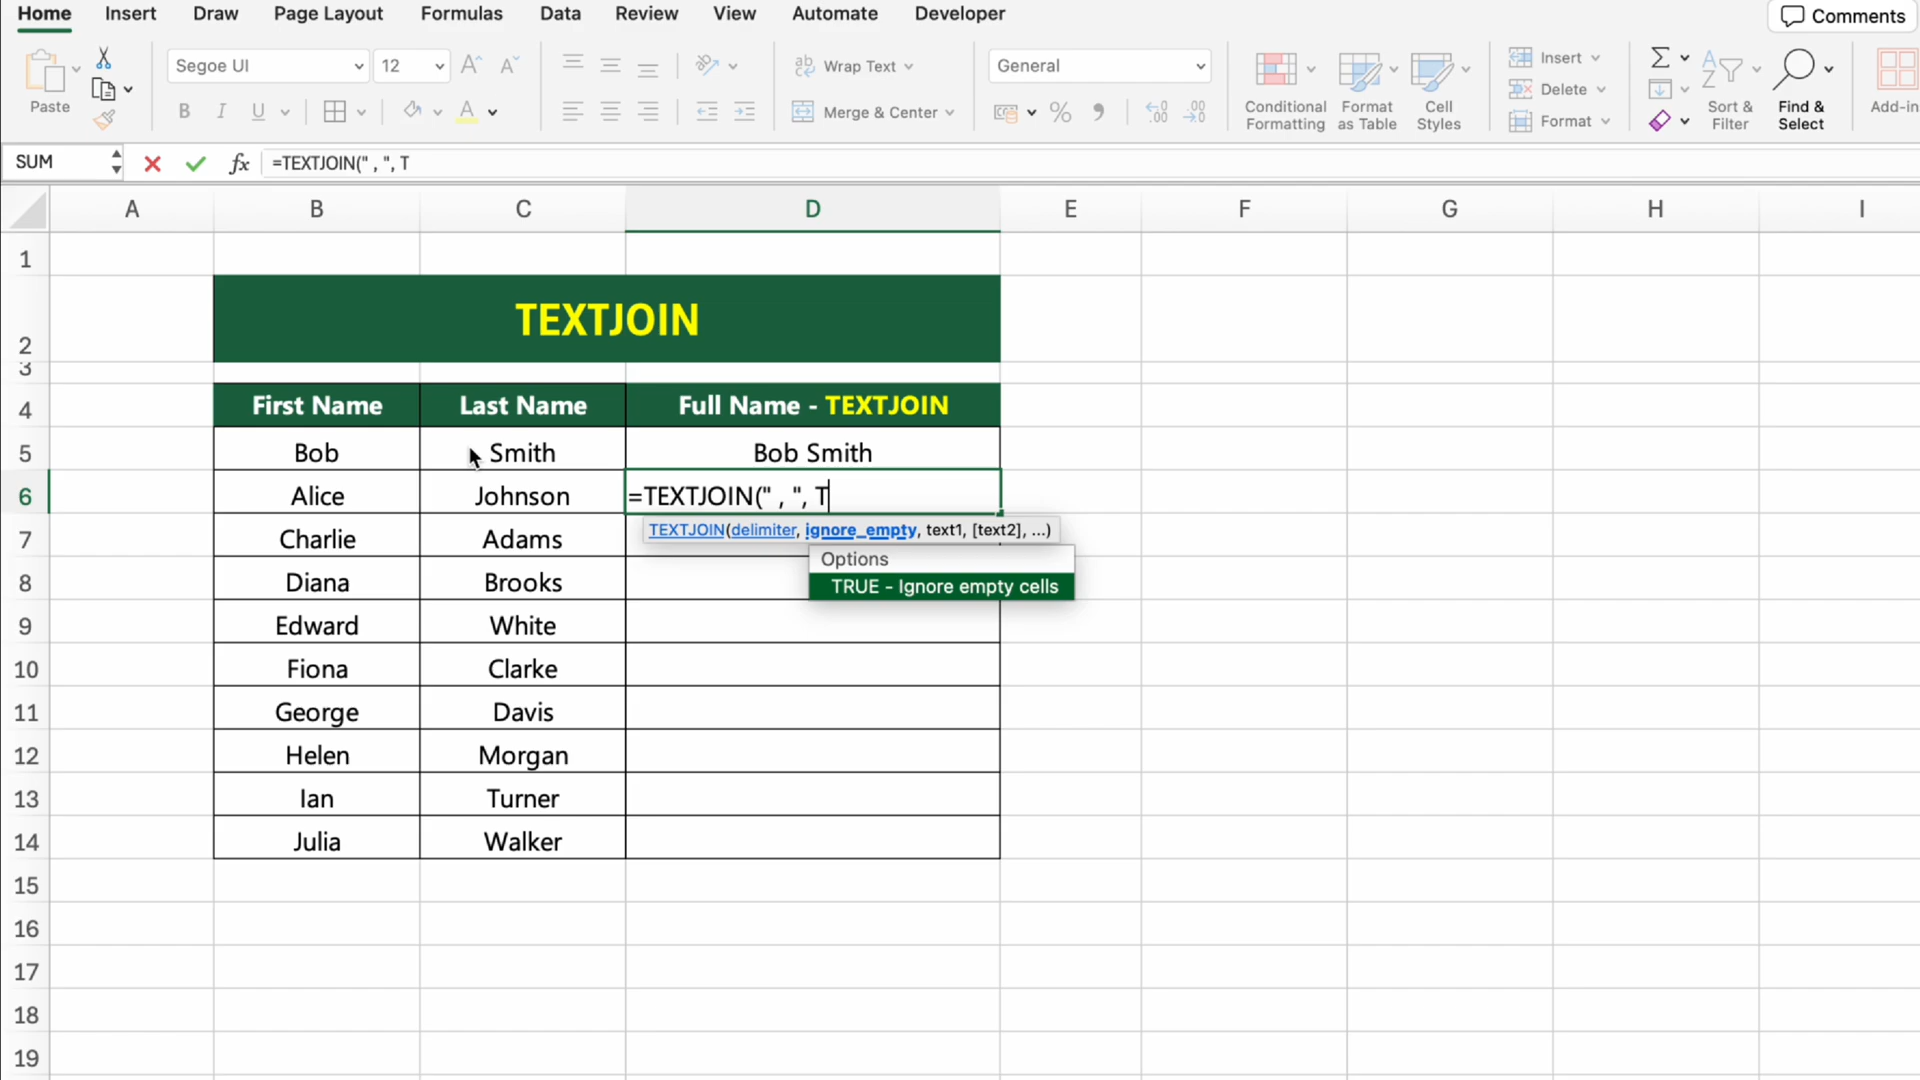 Home Insert Draw Page Layout Formulas Data Review View Automate Developer Comments
Paste Segoe UI 12 Wrap Text General Insert
B I U Merge & Center % Conditional Formatting Format as Table Cell Styles Delete Format Sort & Filter Find & Select Add-in
SUM fx =TEXTJOIN(" , ", T
A B C D E F G H I
1
2 TEXTJOIN
3
4 First Name Last Name Full Name - TEXTJOIN
5 Bob Smith Bob Smith
6 Alice Johnson =TEXTJOIN(" , ", T
TEXTJOIN(delimiter, ignore_empty, text1, [text2], ...)
7 Charlie Adams
Options
8 Diana Brooks TRUE - Ignore empty cells
9 Edward White
10 Fiona Clarke
11 George Davis
12 Helen Morgan
13 Ian Turner
14 Julia Walker
15
16
17
18
19